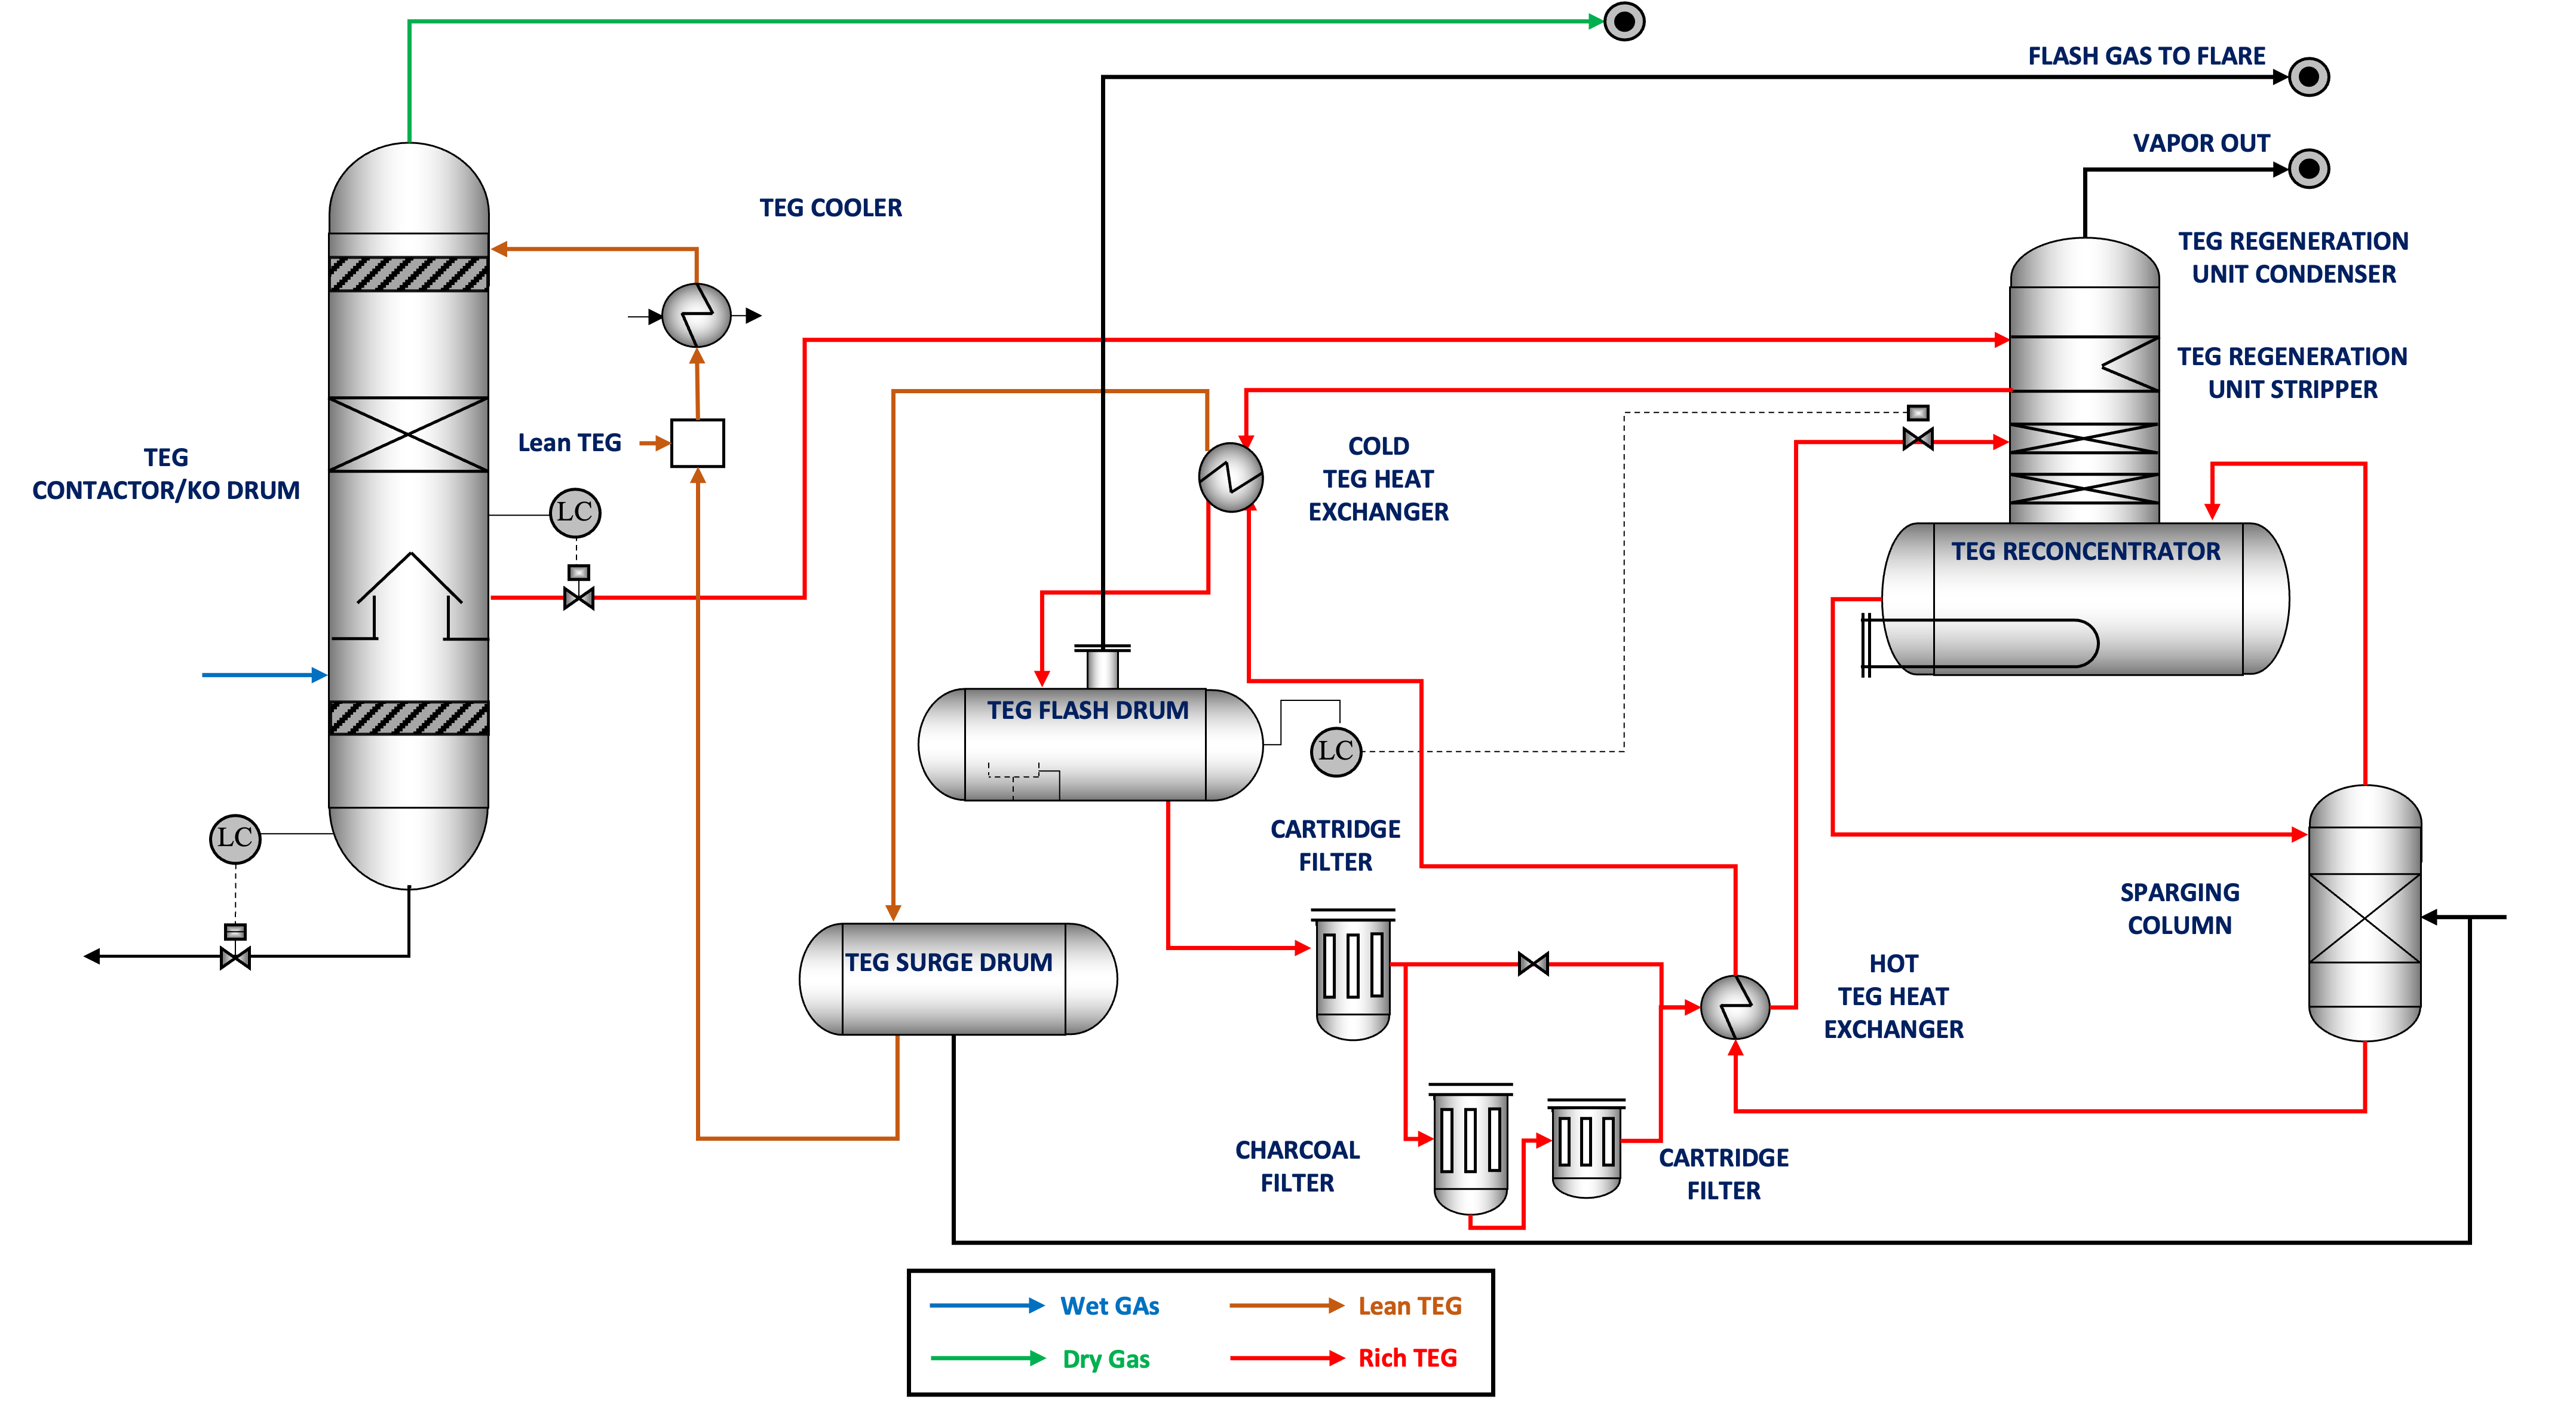 FLASH GAS TO FLARE
VAPOR OUT
TEG COOLER
TEG REGENERATION
UNIT CONDENSER
TEG REGENERATION
UNIT STRIPPER
Lean TEG
COLD
TEG HEAT
EXCHANGER
TEG
CONTACTOR/KO DRUM
LC
TEG RECONCENTRATOR
TEG FLASH DRUM
LC
LC
CARTRIDGE
FILTER
SPARGING
COLUMN
TEG SURGE DRUM
HOT
TEG HEAT
EXCHANGER
CHARCOAL
FILTER
CARTRIDGE
FILTER
Wet GAs
Lean TEG
Dry Gas
Rich TEG